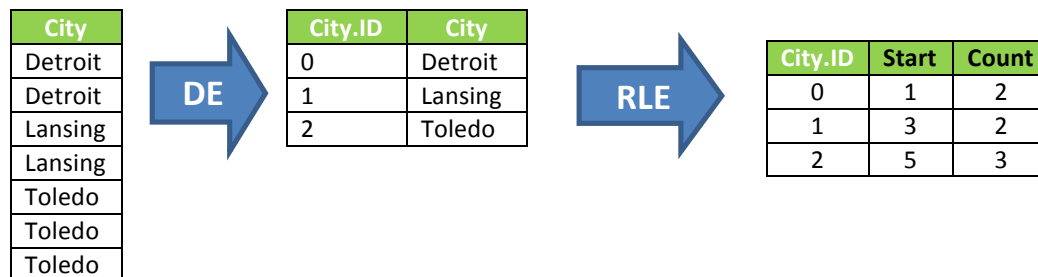 City
Detroit
Detroit
Lansing
Lansing
Toledo
Toledo
Toledo
DE
City.ID City
0 Detroit
1 Lansing
2 Toledo
RLE
City.ID Start Count
0 1 2
1 3 2
2 5 3